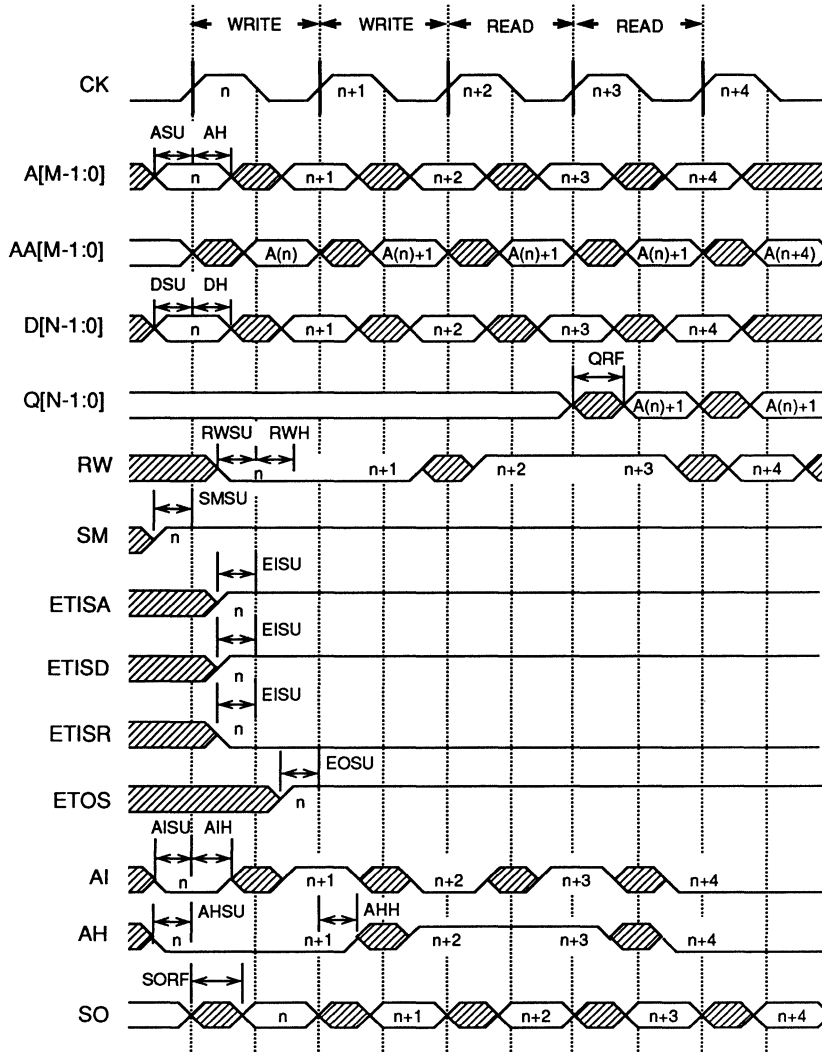 WRITE WRITE READ READ
CK n n+1 n+2 n+3 n+4
ASU AH
A[M-1:0] n n+1 n+2 n+3 n+4
AA[M-1:0] A(n) A(n)+1 A(n)+1 A(n)+1 A(n+4)
DSU DH
D[N-1:0] n n+1 n+2 n+3 n+4
QRF
Q[N-1:0] A(n)+1 A(n)+1
RWSU RWH
RW n n+1 n+2 n+3 n+4
SMSU
SM n
EISU
ETISA n
EISU
ETISD n
EISU
ETISR n
EOSU
ETOS n
AISU AIH
AI n n+1 n+2 n+3 n+4
AHSU AHH
AH n n+1 n+2 n+3 n+4
SORF
SO n n+1 n+2 n+3 n+4